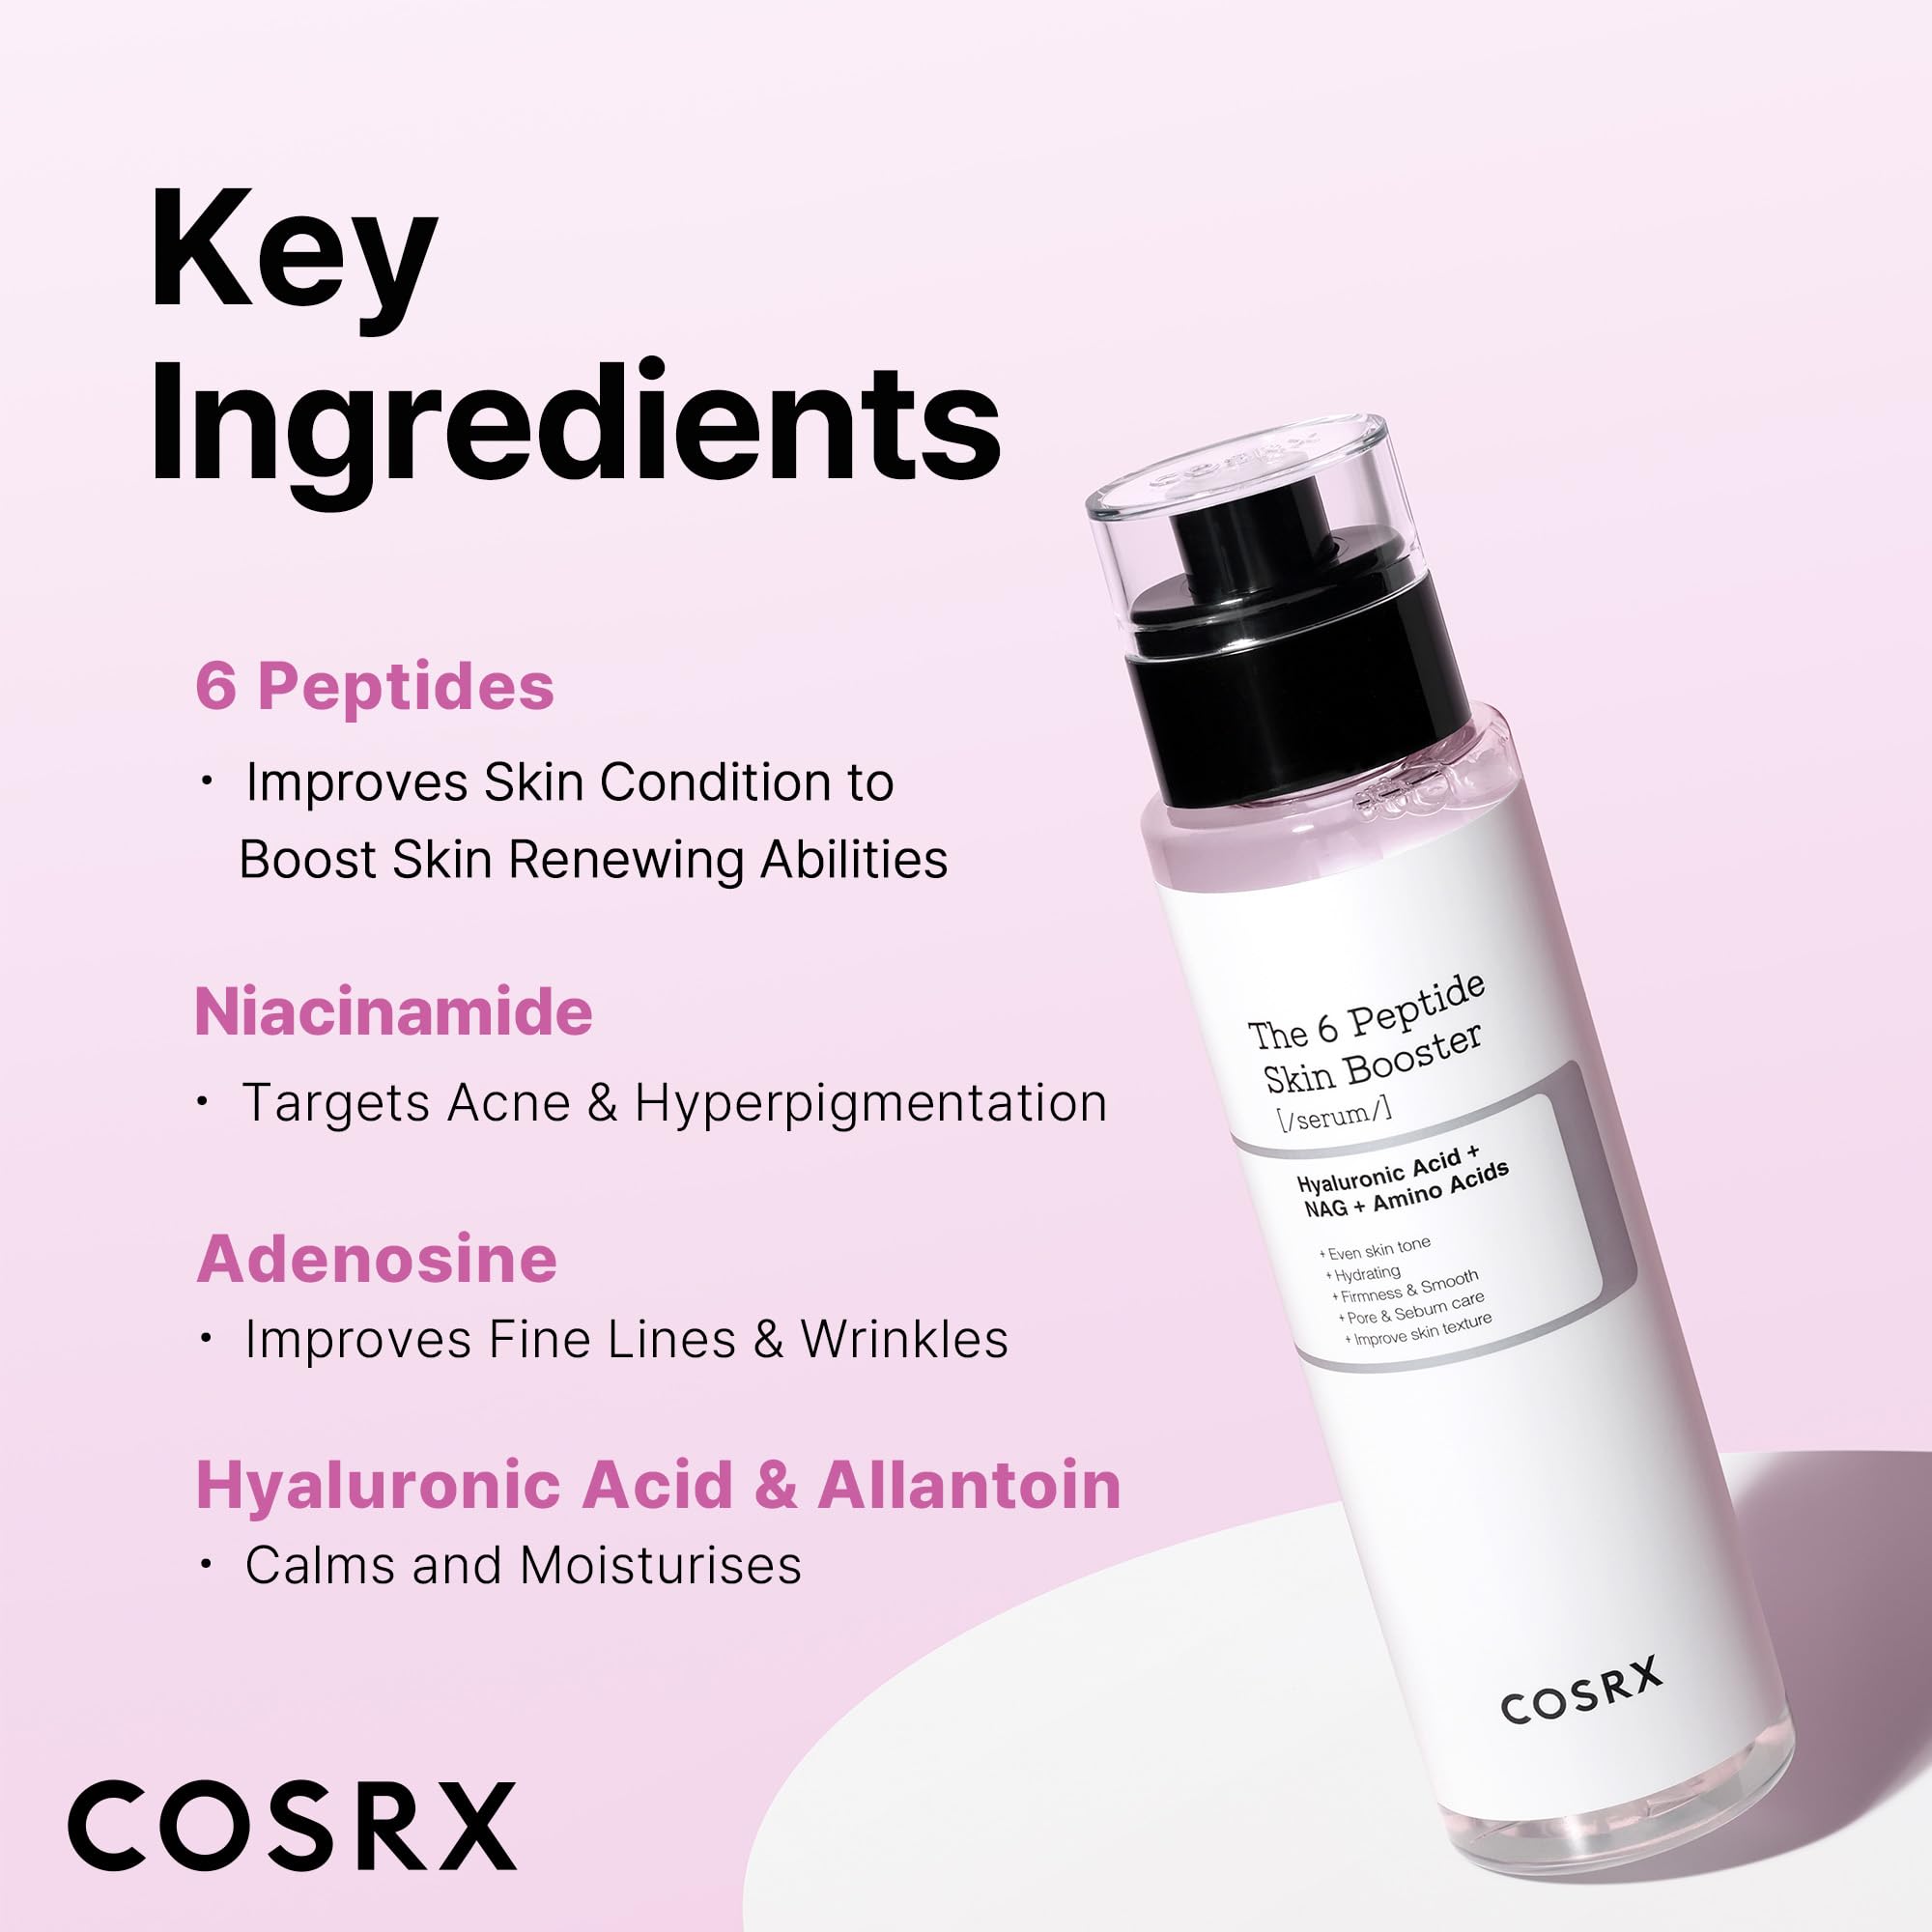 Key
Ingredients
6 Peptides
· Improves Skin Condition to
Boost Skin Renewing Abilities
Niacinamide
· Targets Acne & Hyperpigmentation
Adenosine
· Improves Fine Lines & Wrinkles
Hyaluronic Acid & Allantoin
· Calms and Moisturises
COSRX
COSRX
The 6 Peptide
Skin Booster
[/serum/]
Hyaluronic Acid +
NAG + Amino Acids
+ Even skin tone
+ Hydrating
+ Firmness & Smooth
+ Pore & Sebum care
+ Improve skin texture
COSRX